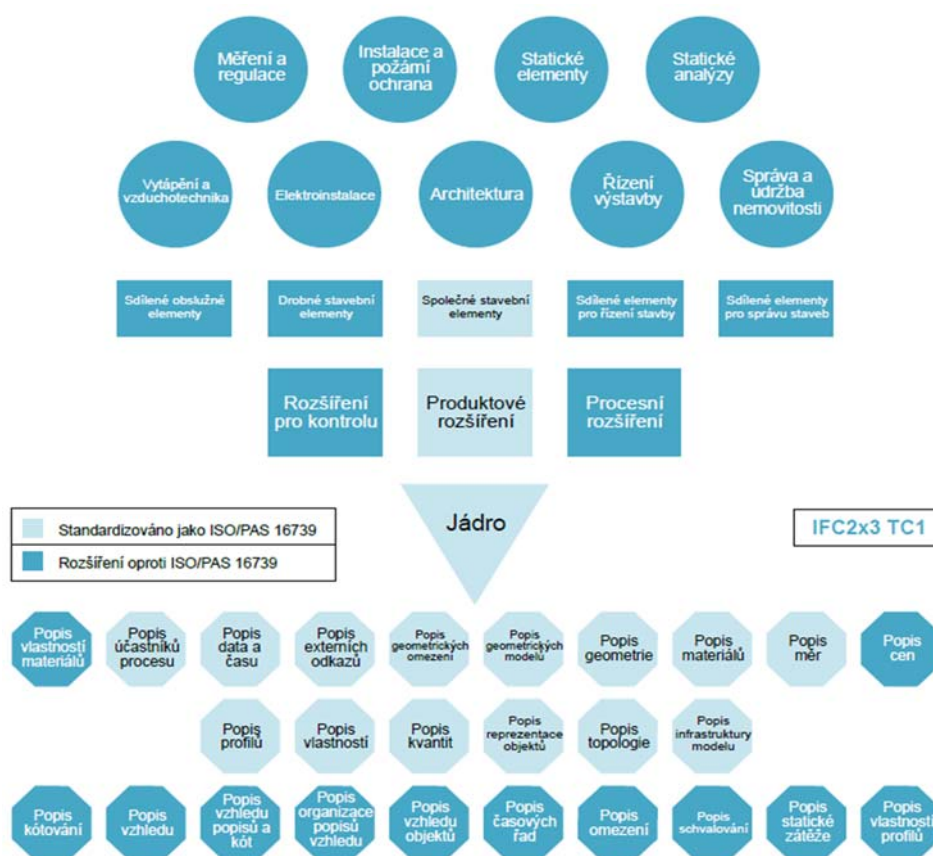 Měření a
regulace
Instalace a
požární
ochrana
Statické
elementy
Statické
analýzy
Vytápění a
vzduchotechnika
Elektroinstalace
Architektura
Řízení
výstavby
Správa a
údržba
nemovitosti
Sdílené obslužné
elementy
Drobné stavební
elementy
Společné stavební
elementy
Sdílené elementy
pro řízení stavby
Sdílené elementy
pro správu staveb
Rozšíření
pro kontrolu
Produktové
rozšíření
Procesní
rozšíření
Jádro
Standardizováno jako ISO/PAS 16739
Rozšíření oproti ISO/PAS 16739
IFC2x3 TC1
Popis
vlastností
materiálů
Popis
účastníků
procesu
Popis
data a
času
Popis
externích
odkazů
Popis
geometrických
omezení
Popis
geometrických
modelů
Popis
geometrie
Popis
materiálů
Popis
měr
Popis
cen
Popis
profilů
Popis
vlastností
Popis
kvantit
Popis
reprezentace
objektů
Popis
topologie
Popis
infrastruktury
modelu
Popis
kótování
Popis
vzhledu
Popis
vzhledu
popisů a
kót
Popis
organizace
popisů
vzhledu
Popis
vzhledu
objektů
Popis
časových
řad
Popis
omezení
Popis
schvalování
Popis
statické
zátěže
Popis
vlastností
profilů